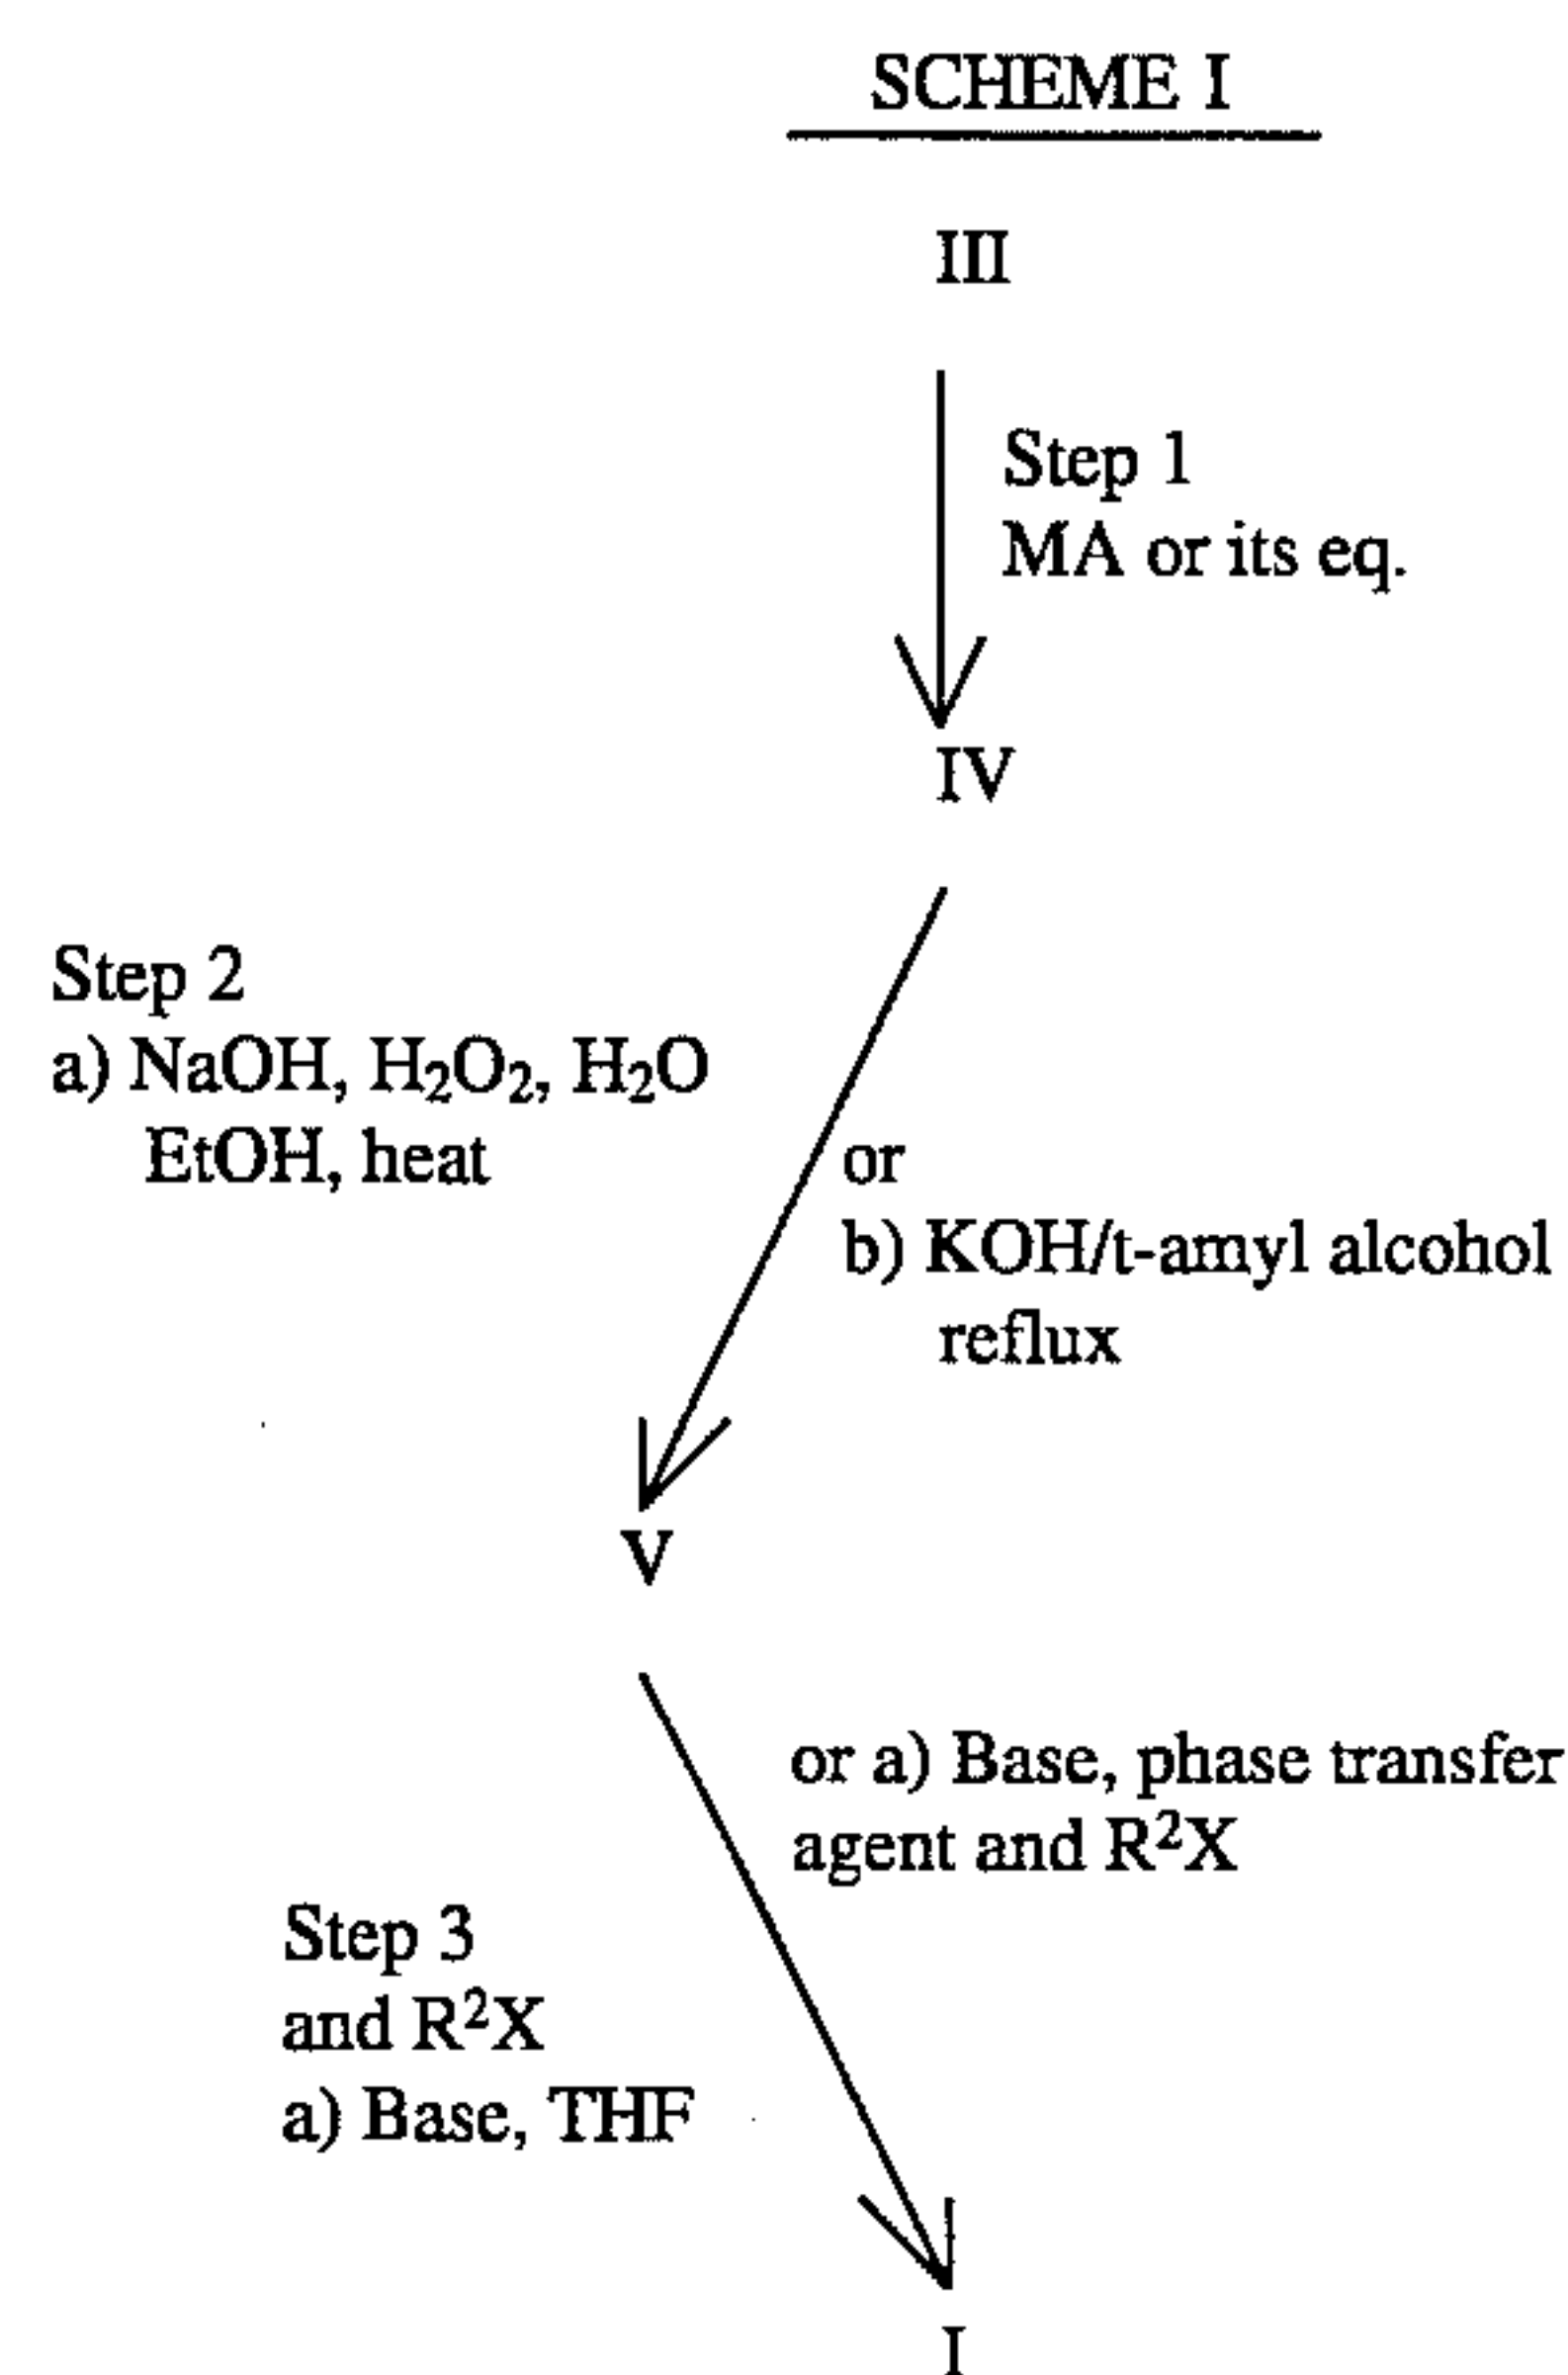 SCHEME I
III
Step 1
MA or its eq.
IV
Step 2
a) NaOH, H₂O₂, H₂O
EtOH, heat
or
b) KOH/t-amyl alcohol
reflux
V
or a) Base, phase transfer
agent and R²X
Step 3
and R²X
a) Base, THF
I